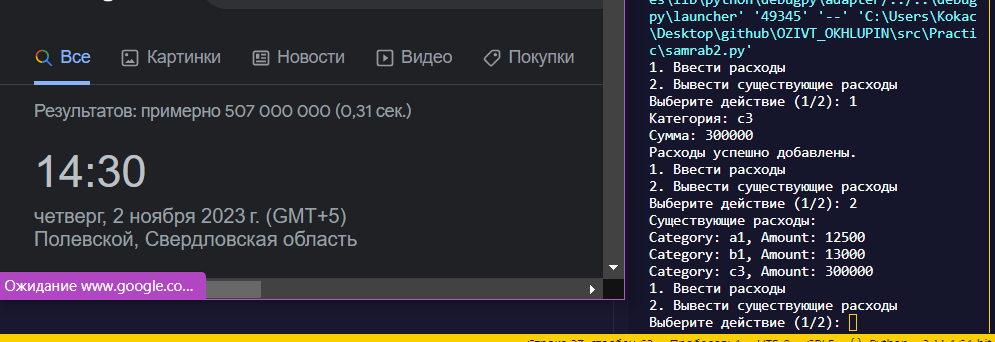 Все
Картинки
Новости
Видео
Покупки
Результатов: примерно 507 000 000 (0,31 сек.)
14:30
четверг, 2 ноября 2023 г. (GMT+5)
Полевской, Свердловская область
Ожидание www.google.co...
es\lib\python\debugpy\adapter/../..\debug
py\launcher' '49345' '--' 'C:\Users\Kokac
\Desktop\github\OZIVT_OKHLUPIN\src\Practi
c\samrab2.py'
1. Ввести расходы
2. Вывести существующие расходы
Выберите действие (1/2): 1
Категория: c3
Сумма: 300000
Расходы успешно добавлены.
1. Ввести расходы
2. Вывести существующие расходы
Выберите действие (1/2): 2
Существующие расходы:
Category: a1, Amount: 12500
Category: b1, Amount: 13000
Category: c3, Amount: 300000
1. Ввести расходы
2. Вывести существующие расходы
Выберите действие (1/2):